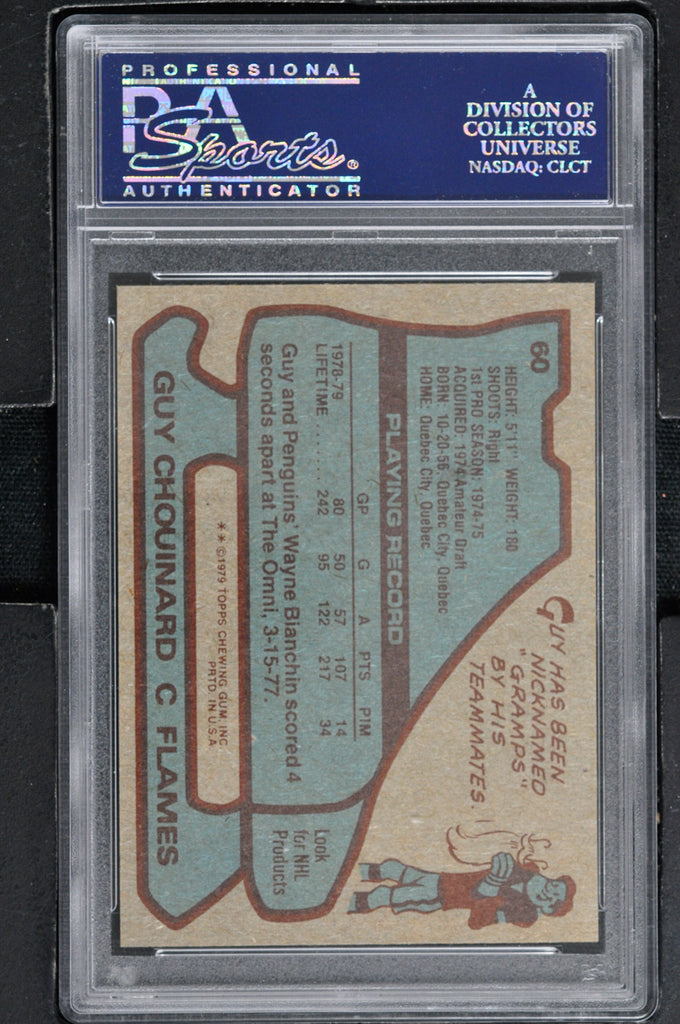 PROFESSIONAL
PSA
Sports®
AUTHENTICATOR
A
DIVISION OF
COLLECTORS
UNIVERSE
NASDAQ: CLCT
60
HEIGHT: 5'11" WEIGHT: 180
SHOOTS: Right
1st PRO SEASON: 1974-75
ACQUIRED: 1974 Amateur Draft
BORN: 10-20-56, Quebec City, Quebec
HOME: Quebec City, Quebec
GUY HAS BEEN
NICKNAMED
"GRAMPS"
BY HIS
TEAMMATES.
PLAYING RECORD
GP G A PTS PIM
1978-79 80 50 57 107 14
LIFETIME ........ 242 95 122 217 34
Guy and Penguins' Wayne Bianchin scored 4
seconds apart at The Omni, 3-15-77.
Look
for NHL
Products
** ©1979 TOPPS CHEWING GUM, INC
PRTD IN U.S.A
GUY CHOUINARD C FLAMES